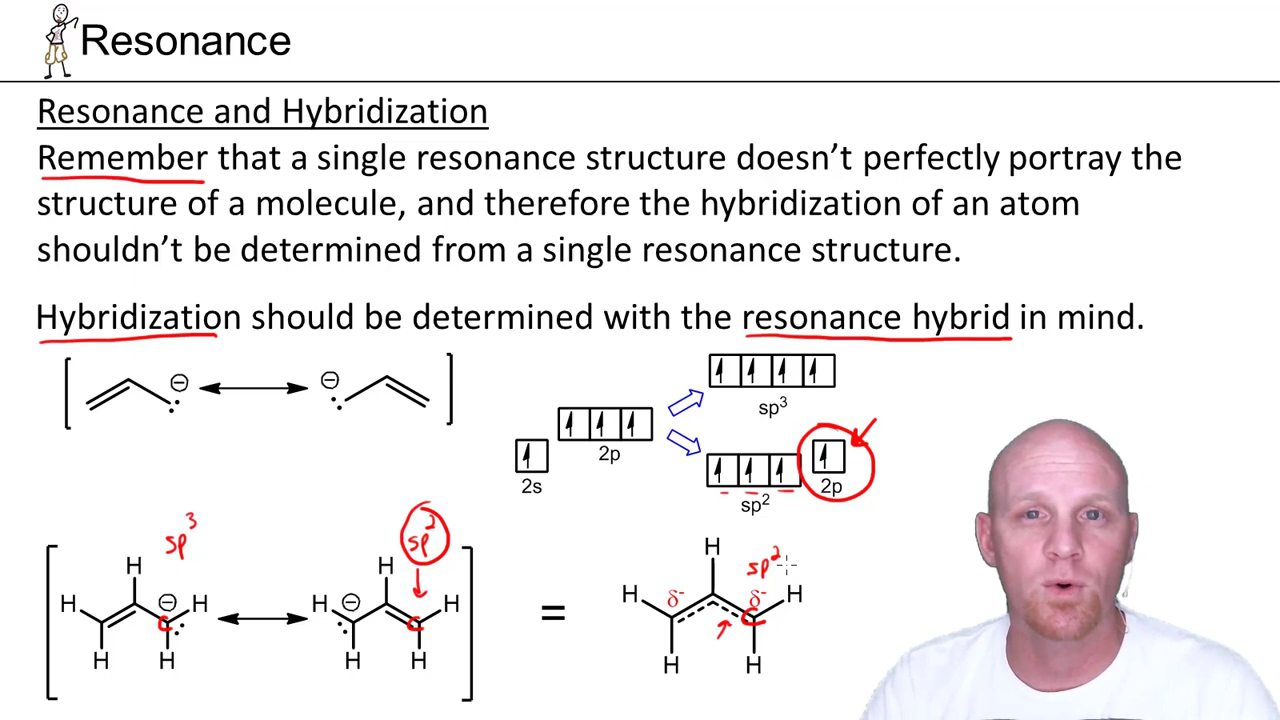 Resonance
Resonance and Hybridization
Remember that a single resonance structure doesn't perfectly portray the
structure of a molecule, and therefore the hybridization of an atom
shouldn't be determined from a single resonance structure.
Hybridization should be determined with the resonance hybrid in mind.
⊖ ⊖
sp³
2p
2s
sp² 2p
sp³ sp²
H H H sp²
H ⊖ H H ⊖ H H δ- δ- H
=
H H H H H H